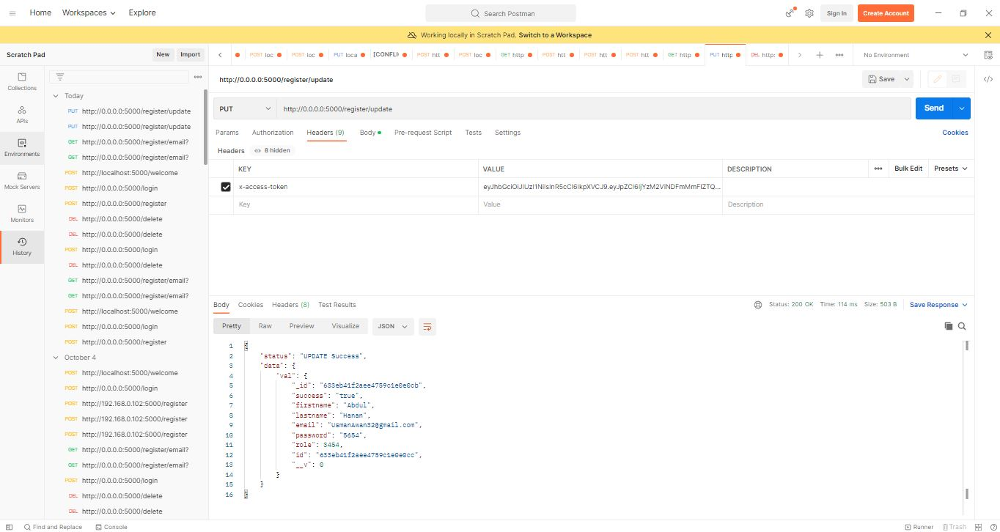 Home Workspaces Explore Search Postman Sign In Create Account
Working locally in Scratch Pad. Switch to a Workspace
Scratch Pad New Import
POST loc POST loc PUT loca [CONFLI POST htt POST loc GET http POST htt POST htt POST htt GET http PUT http DEL http: No Environment
Collections
APIs
Environments
Mock Servers
Monitors
History
Today
PUT http://0.0.0.0:5000/register/update
PUT http://0.0.0.0:5000/register/update
GET http://0.0.0.0:5000/register/email?
GET http://0.0.0.0:5000/register/email?
POST http://localhost:5000/welcome
POST http://0.0.0.0:5000/login
POST http://0.0.0.0:5000/register
DEL http://0.0.0.0:5000/delete
DEL http://0.0.0.0:5000/delete
POST http://0.0.0.0:5000/login
DEL http://0.0.0.0:5000/delete
GET http://0.0.0.0:5000/register/email?
GET http://0.0.0.0:5000/register/email?
POST http://localhost:5000/welcome
POST http://0.0.0.0:5000/login
POST http://0.0.0.0:5000/register
October 4
POST http://localhost:5000/welcome
POST http://0.0.0.0:5000/login
POST http://192.168.0.102:5000/register
POST http://192.168.0.102:5000/register
POST http://192.168.0.102:5000/register
GET http://0.0.0.0:5000/register/email?
GET http://0.0.0.0:5000/register/email?
POST http://0.0.0.0:5000/login
DEL http://0.0.0.0:5000/delete
DEL http://0.0.0.0:5000/delete
http://0.0.0.0:5000/register/update Save
PUT http://0.0.0.0:5000/register/update Send
Params Authorization Headers (9) Body Pre-request Script Tests Settings Cookies
Headers 8 hidden
KEY VALUE DESCRIPTION Bulk Edit Presets
x-access-token
Key Value Description
Body Cookies Headers (8) Test Results Status: 200 OK Time: 114 ms Size: 503 B Save Response
Pretty Raw Preview Visualize JSON
1 {
2 "status": "UPDATE Success",
3 "data": {
4 "val": {
5 "_id": "633eb41f2aee4759c1e0e0cb",
6 "success": "true",
7 "firstname": "Abdul",
8 "lastname": "Hanan",
9 "email": "UsmanAwan32@gmail.com",
10 "password": "5654",
11 "role": 3454,
12 "id": "633eb41f2aee4759c1e0e0cc",
13 "__v": 0
14 }
15 }
16 }
Find and Replace Console Runner Trash